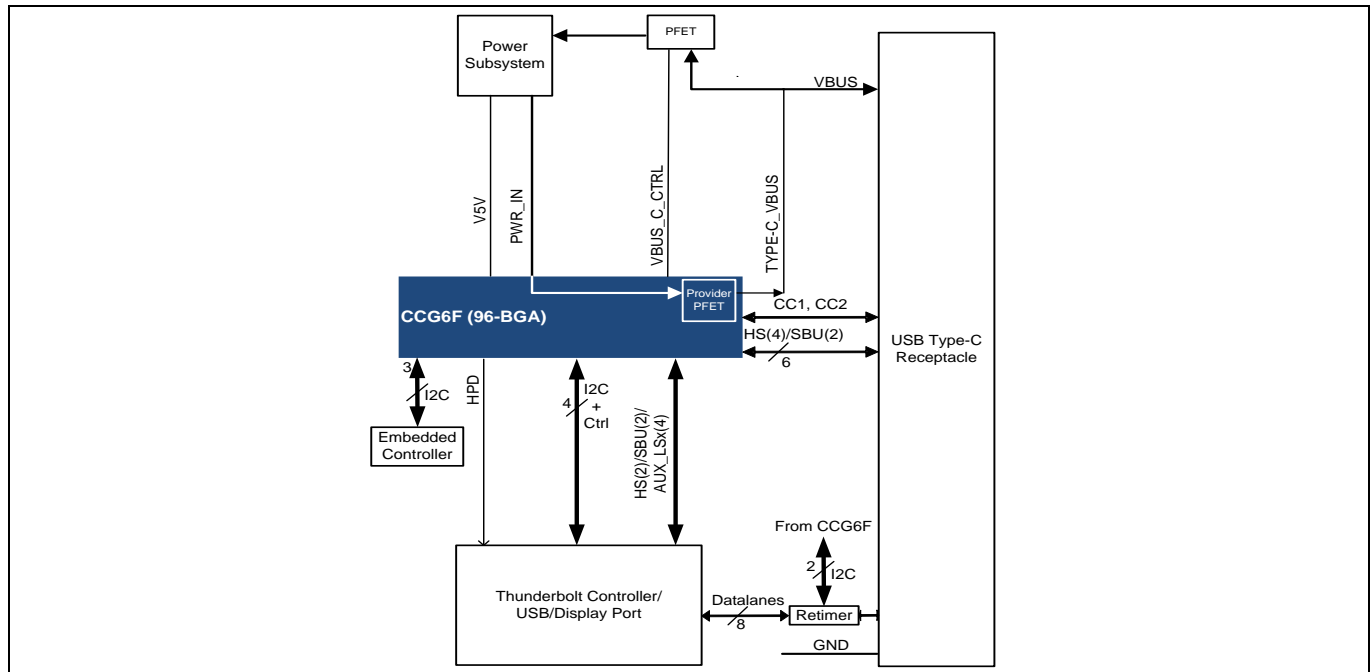 Power
Subsystem
PFET
VBUS
V5V
PWR_IN
VBUS_C_CTRL
TYPE-C_VBUS
CCG6F (96-BGA)
Provider
PFET
CC1, CC2
HS(4)/SBU(2)
6
USB Type-C
Receptacle
3
I2C
HPD
4
I2C
+
Ctrl
HS(2)/SBU(2)/
AUX_LSx(4)
Embedded
Controller
From CCG6F
2
I2C
Thunderbolt Controller/
USB/Display Port
Datalanes
8
Retimer
GND